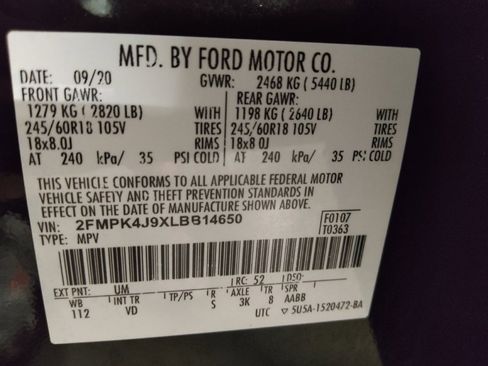 MFD. BY FORD MOTOR CO.
DATE: 09/20 GVWR: 2468 KG ( 5440 LB)
FRONT GAWR: REAR GAWR:
1279 KG ( 2820 LB) WITH 1198 KG ( 2640 LB) WITH
245/60R18 105V TIRES 245/60R18 105V TIRES
18x8.0J RIMS 18x8.0J RIMS
AT 240 kPa/ 35 PSI COLD AT 240 kPa/ 35 PSI COLD
THIS VEHICLE CONFORMS TO ALL APPLICABLE FEDERAL MOTOR
VEHICLE SAFETY AND THEFT PREVENTION STANDARDS IN
EFFECT ON THE DATE OF MANUFACTURE SHOWN ABOVE.
VIN: 2FMPK4J9XLBB14650 F0107
TYPE: MPV T0363
EXT PNT: UM RC: 52 DSO:
WB INT TR TP/PS R AXLE TR SPR
112 VD S 3K 8 AABB
UTC ▽ 5U5A-1520472-BA